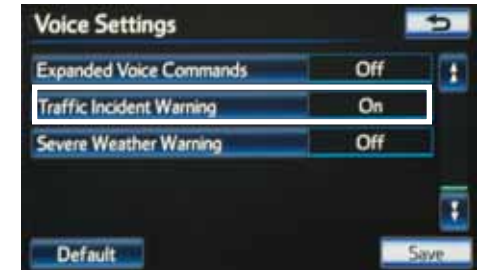 Voice Settings
Expanded Voice Commands Off
Traffic Incident Warning On
Severe Weather Warning Off
Default Save